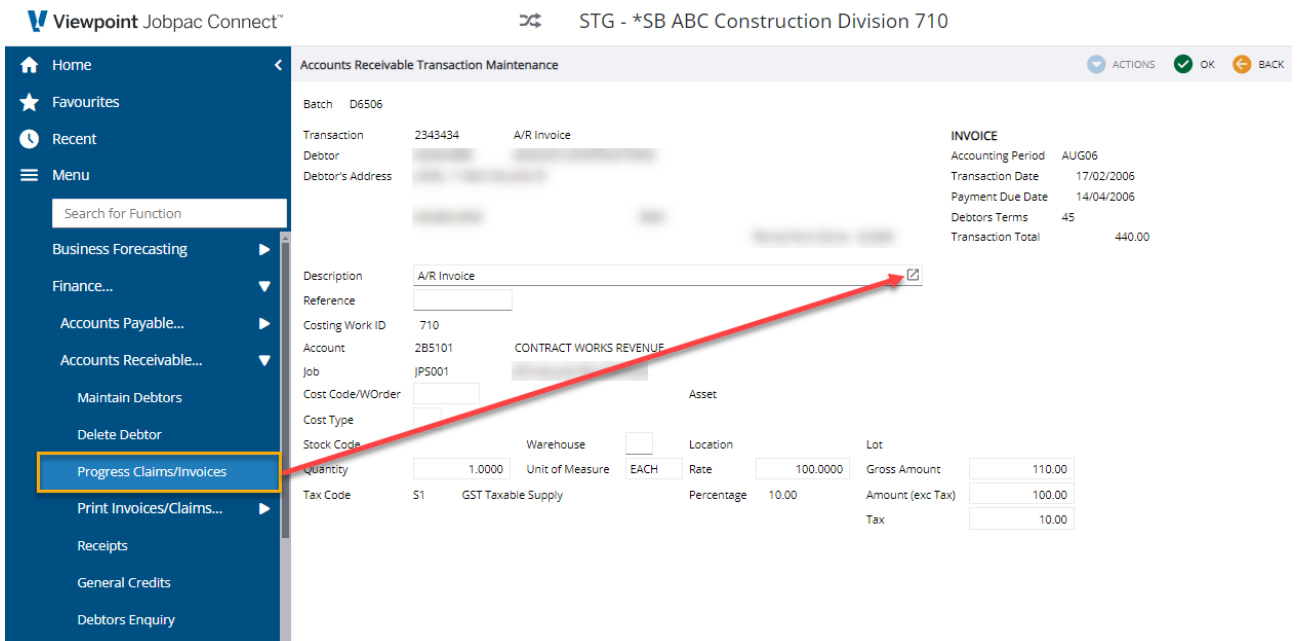 Viewpoint Jobpac Connect™
STG - *SB ABC Construction Division 710
Home
Favourites
Recent
Menu
Search for Function
Business Forecasting
Finance...
Accounts Payable...
Accounts Receivable...
Maintain Debtors
Delete Debtor
Progress Claims/Invoices
Print Invoices/Claims...
Receipts
General Credits
Debtors Enquiry
Accounts Receivable Transaction Maintenance
ACTIONS OK BACK
Batch D6506
Transaction 2343434 A/R Invoice
Debtor
Debtor's Address
INVOICE
Accounting Period AUG06
Transaction Date 17/02/2006
Payment Due Date 14/04/2006
Debtors Terms 45
Transaction Total 440.00
Description A/R Invoice
Reference
Costing Work ID 710
Account 2B5101 CONTRACT WORKS REVENUE
Job JPS001
Cost Code/WOrder Asset
Cost Type
Stock Code Warehouse Location Lot
Quantity 1.0000 Unit of Measure EACH Rate 100.0000 Gross Amount 110.00
Tax Code S1 GST Taxable Supply Percentage 10.00 Amount (exc Tax) 100.00
Tax 10.00